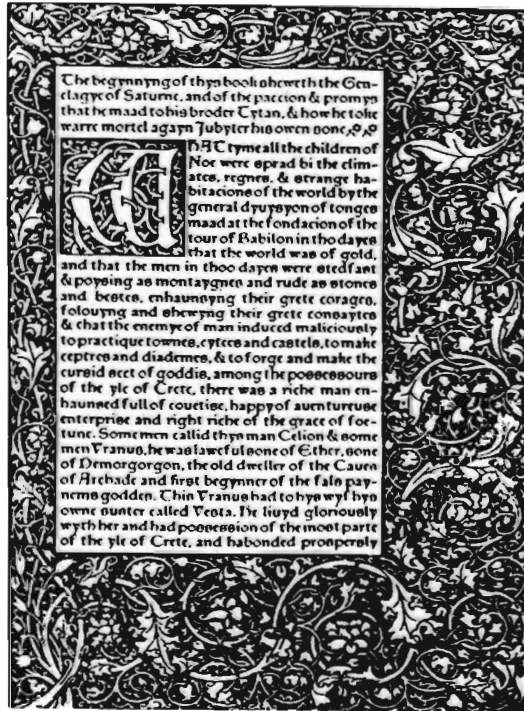 The begynnyng of thys book sheweth the Gen-
elagye of Saturne, and of the paccion & promys
that he maad to his broder Tytan, & how he toke
warre mortel agayn Jubyter his owen sone,
WHAT tyme all the children of
Noe were sprad bi the clim-
ates, regnes, & strange ha-
bitacions of the world by the
general dyuysyon of tonges
maad at the fondacion of the
tour of Babilon in tho dayes
that the world was of gold,
and that the men in thoo dayes were stedfast
& poysing as montaygnes and rude as stones
and bestes, enhaunsyng their grete corages,
folouyng and shewyng their grete consaytes
& that the enemye of man induced maliciously
to practique townes, cytees and castels, to make
ceptres and diademes, & to forge and make the
cursid sect of goddis, among the possessours
of the yle of Crete, there was a riche man en-
haunsed full of couetise, happy of auenturuse
enterprise and right riche of the grace of for-
tune. Some men callid thys man Celion & some
men Vranus, he was lawefull sone of Ether, sone
of Demorgorgon, the old dweller of the Cauen
of Archade and first begynner of the fals pay-
nems goddes. This Vranus had to hys wyf hys
owne suster called Vesta. He liuyd gloriously
wyth her and had possession of the most parte
of the yle of Crete, and habonded prosperously